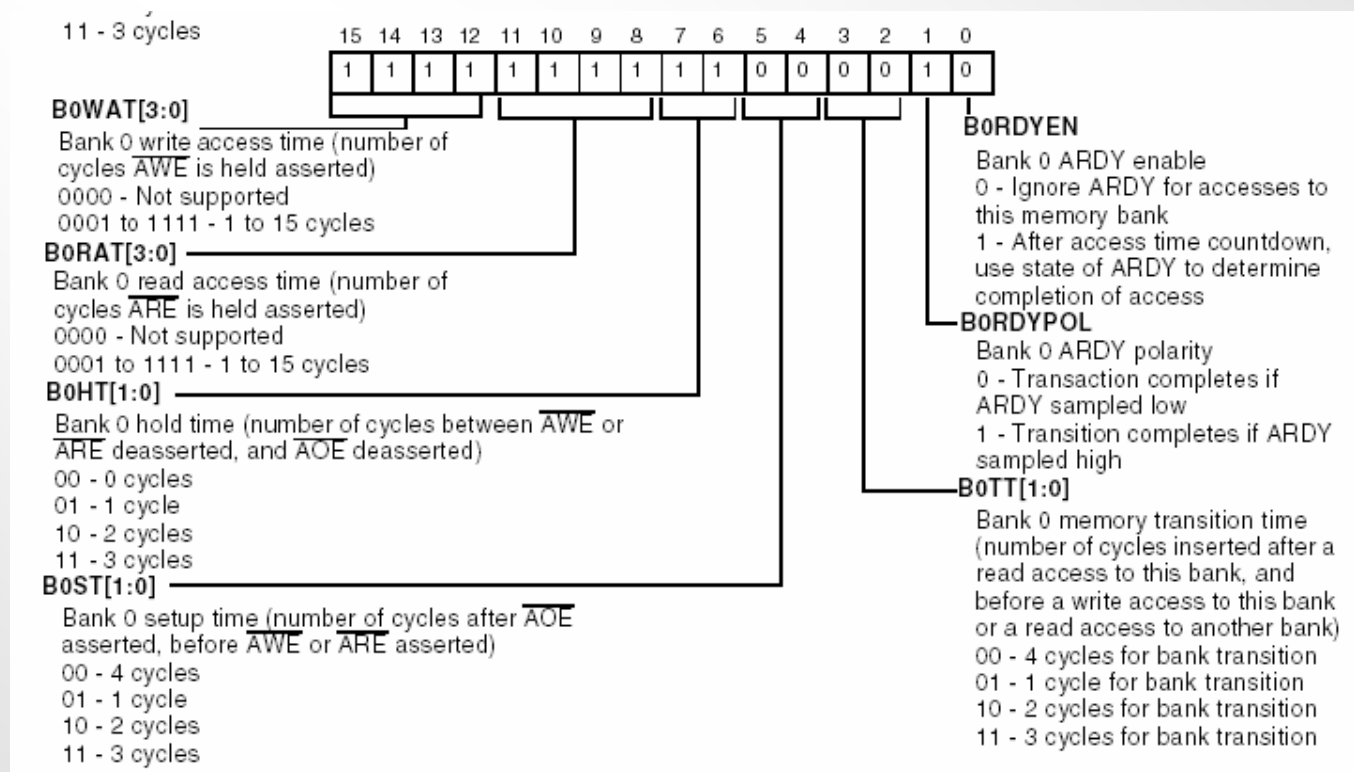 11 - 3 cycles
15 14 13 12 11 10 9 8 7 6 5 4 3 2 1 0
1 1 1 1 1 1 1 1 1 1 0 0 0 0 1 0
B0WAT[3:0]
Bank 0 write access time (number of
cycles AWE is held asserted)
0000 - Not supported
0001 to 1111 - 1 to 15 cycles
B0RAT[3:0]
Bank 0 read access time (number of
cycles ARE is held asserted)
0000 - Not supported
0001 to 1111 - 1 to 15 cycles
B0HT[1:0]
Bank 0 hold time (number of cycles between AWE or
ARE deasserted, and AOE deasserted)
00 - 0 cycles
01 - 1 cycle
10 - 2 cycles
11 - 3 cycles
B0ST[1:0]
Bank 0 setup time (number of cycles after AOE
asserted, before AWE or ARE asserted)
00 - 4 cycles
01 - 1 cycle
10 - 2 cycles
11 - 3 cycles
B0RDYEN
Bank 0 ARDY enable
0 - Ignore ARDY for accesses to
this memory bank
1 - After access time countdown,
use state of ARDY to determine
completion of access
B0RDYPOL
Bank 0 ARDY polarity
0 - Transaction completes if
ARDY sampled low
1 - Transition completes if ARDY
sampled high
B0TT[1:0]
Bank 0 memory transition time
(number of cycles inserted after a
read access to this bank, and
before a write access to this bank
or a read access to another bank)
00 - 4 cycles for bank transition
01 - 1 cycle for bank transition
10 - 2 cycles for bank transition
11 - 3 cycles for bank transition